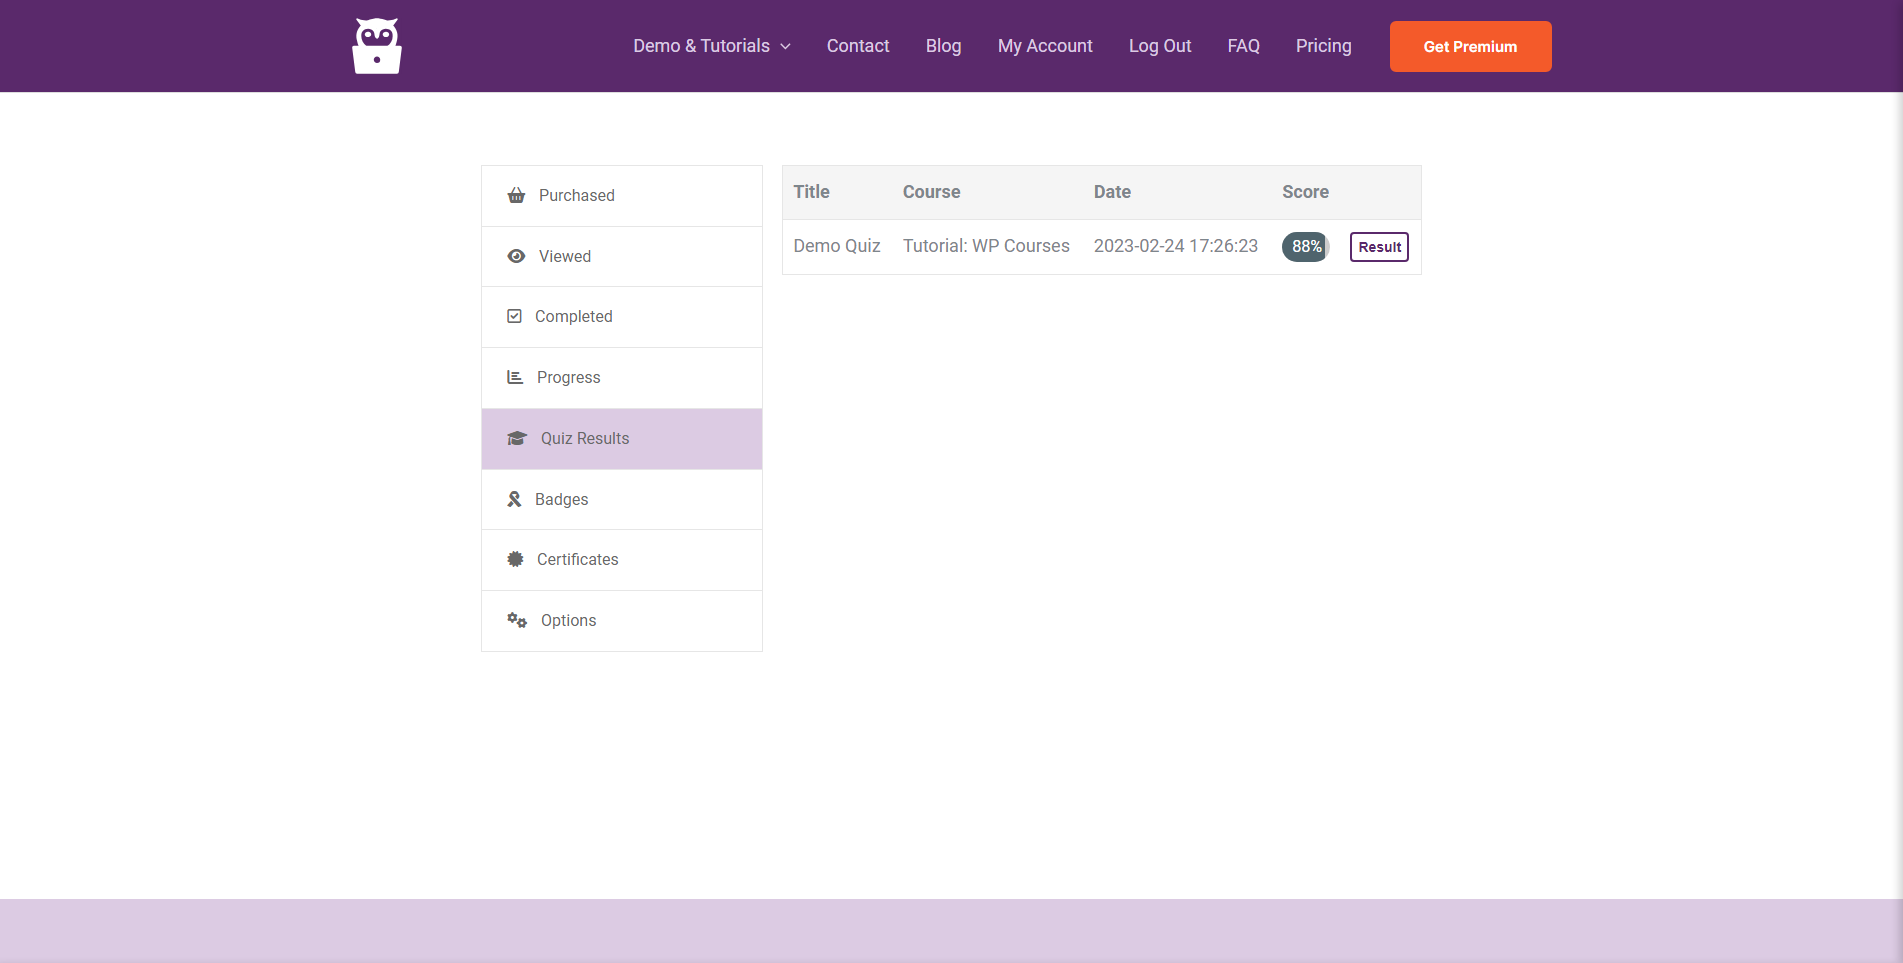 Demo & Tutorials Contact Blog My Account Log Out FAQ Pricing Get Premium
Purchased
Viewed
Completed
Progress
Quiz Results
Badges
Certificates
Options
Title Course Date Score
Demo Quiz Tutorial: WP Courses 2023-02-24 17:26:23 88% Result